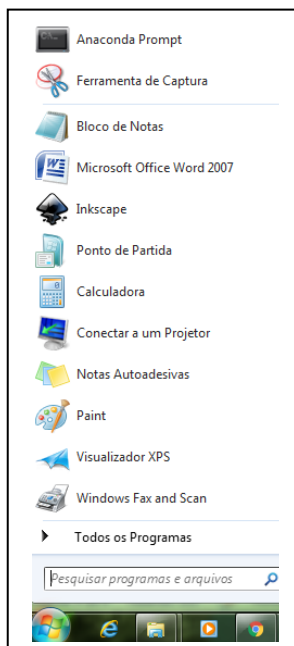 Anaconda Prompt
Ferramenta de Captura
Bloco de Notas
Microsoft Office Word 2007
Inkscape
Ponto de Partida
Calculadora
Conectar a um Projetor
Notas Autoadesivas
Paint
Visualizador XPS
Windows Fax and Scan
Todos os Programas
Pesquisar programas e arquivos